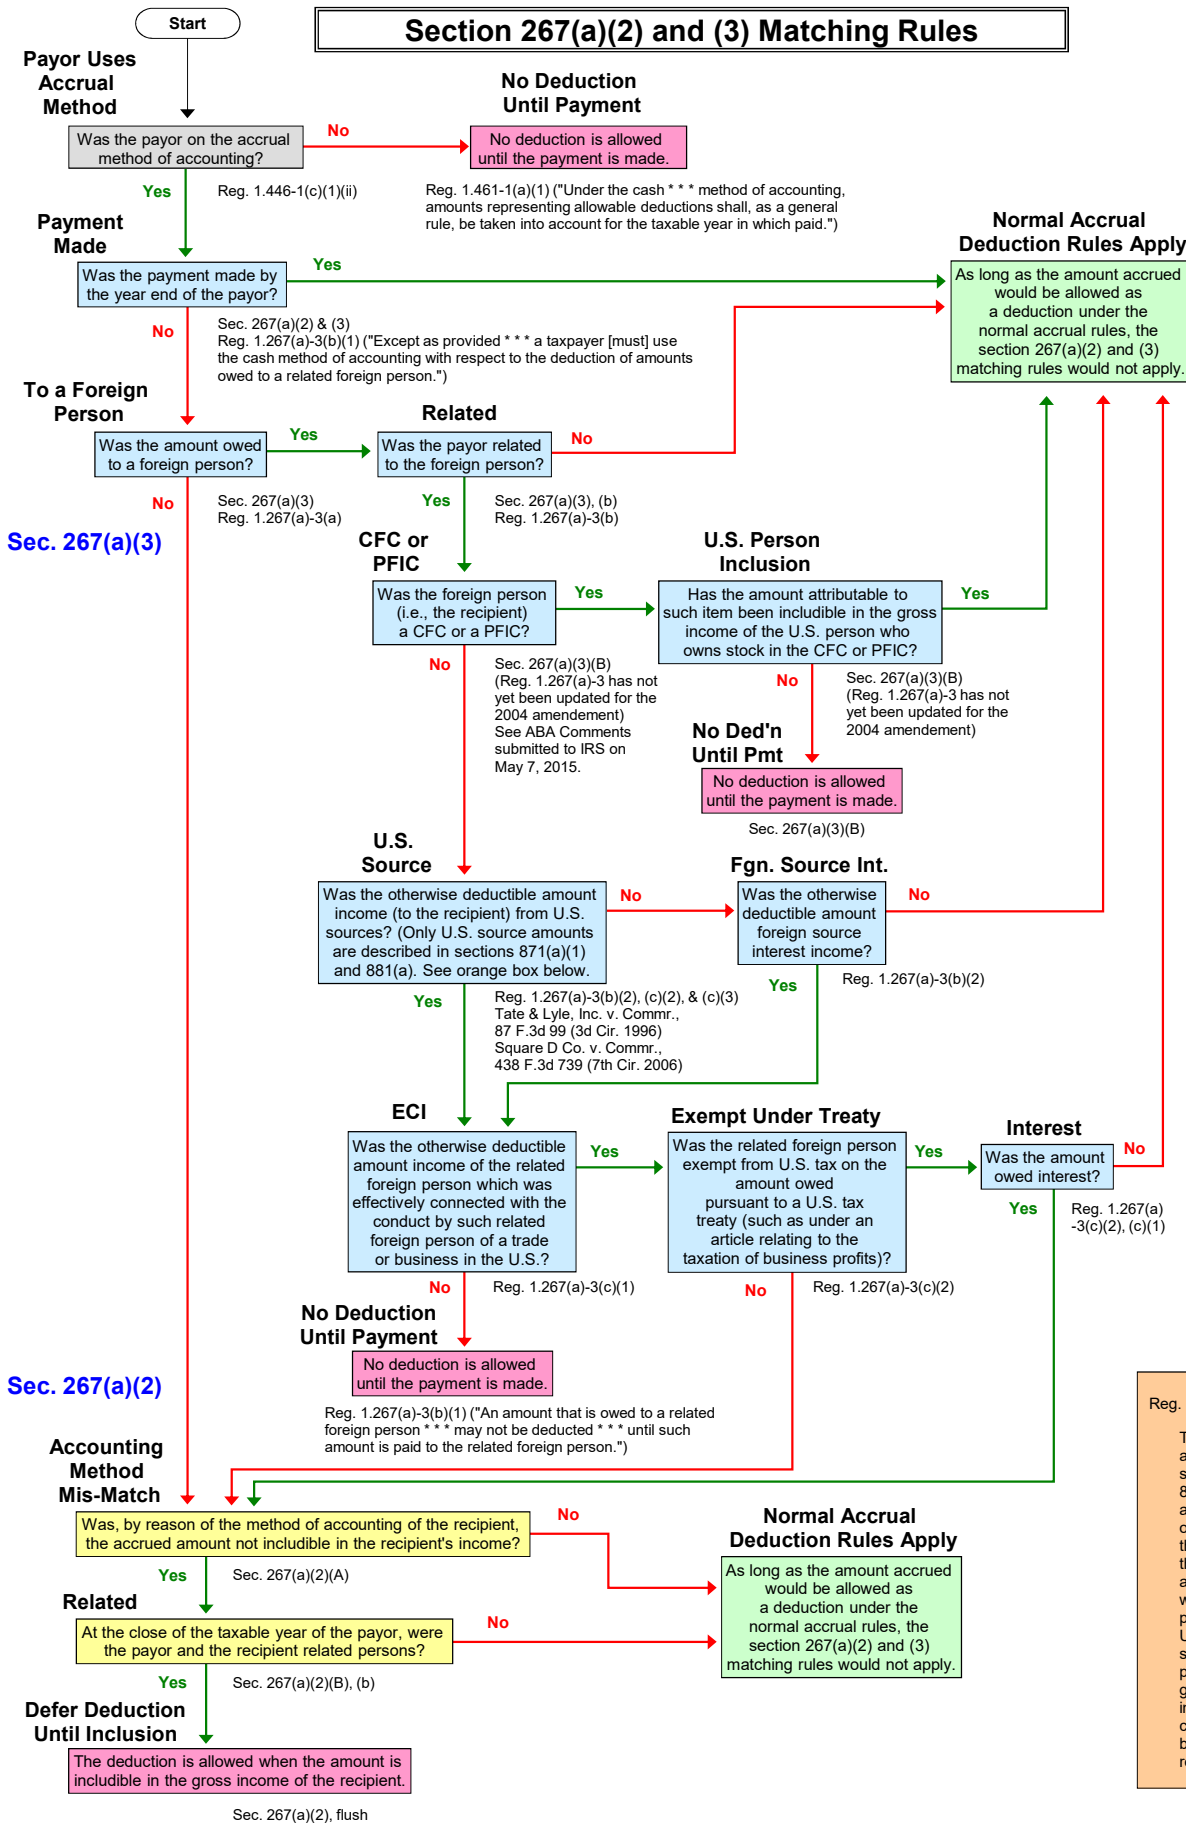 Start
Section 267(a)(2) and (3) Matching Rules
Payor Uses
Accrual
Method
No Deduction
Until Payment
Was the payor on the accrual
method of accounting?
No
No deduction is allowed
until the payment is made.
Yes
Reg. 1.446-1(c)(1)(ii)
Reg. 1.461-1(a)(1) ("Under the cash * * * method of accounting,
amounts representing allowable deductions shall, as a general
rule, be taken into account for the taxable year in which paid.")
Payment
Made
Normal Accrual
Deduction Rules Apply
Was the payment made by
the year end of the payor?
Yes
As long as the amount accrued
would be allowed as
a deduction under the
normal accrual rules, the
section 267(a)(2) and (3)
matching rules would not apply.
No
Sec. 267(a)(2) & (3)
Reg. 1.267(a)-3(b)(1) ("Except as provided * * * a taxpayer [must] use
the cash method of accounting with respect to the deduction of amounts
owed to a related foreign person.")
To a Foreign
Person
Related
Was the amount owed
to a foreign person?
Yes
Was the payor related
to the foreign person?
No
No
Sec. 267(a)(3)
Reg. 1.267(a)-3(a)
Yes
Sec. 267(a)(3), (b)
Reg. 1.267(a)-3(b)
Sec. 267(a)(3)
CFC or
PFIC
U.S. Person
Inclusion
Was the foreign person
(i.e., the recipient)
a CFC or a PFIC?
Yes
Has the amount attributable to
such item been includible in the gross
income of the U.S. person who
owns stock in the CFC or PFIC?
Yes
No
Sec. 267(a)(3)(B)
(Reg. 1.267(a)-3 has not
yet been updated for the
2004 amendement)
See ABA Comments
submitted to IRS on
May 7, 2015.
No
Sec. 267(a)(3)(B)
(Reg. 1.267(a)-3 has not
yet been updated for the
2004 amendement)
No Ded'n
Until Pmt
No deduction is allowed
until the payment is made.
Sec. 267(a)(3)(B)
U.S.
Source
Fgn. Source Int.
Was the otherwise deductible amount
income (to the recipient) from U.S.
sources? (Only U.S. source amounts
are described in sections 871(a)(1)
and 881(a). See orange box below.
No
Was the otherwise
deductible amount
foreign source
interest income?
No
Yes
Reg. 1.267(a)-3(b)(2), (c)(2), & (c)(3)
Tate & Lyle, Inc. v. Commr.,
87 F.3d 99 (3d Cir. 1996)
Square D Co. v. Commr.,
438 F.3d 739 (7th Cir. 2006)
Yes
Reg. 1.267(a)-3(b)(2)
ECI
Exempt Under Treaty
Interest
Was the otherwise deductible
amount income of the related
foreign person which was
effectively connected with the
conduct by such related
foreign person of a trade
or business in the U.S.?
Yes
Was the related foreign person
exempt from U.S. tax on the
amount owed
pursuant to a U.S. tax
treaty (such as under an
article relating to the
taxation of business profits)?
Yes
Was the amount
owed interest?
No
Yes
Reg. 1.267(a)
-3(c)(2), (c)(1)
No
Reg. 1.267(a)-3(c)(1)
No
Reg. 1.267(a)-3(c)(2)
No Deduction
Until Payment
No deduction is allowed
until the payment is made.
Reg. 1.267(a)-3(b)(1) ("An amount that is owed to a related
foreign person * * * may not be deducted * * * until such
amount is paid to the related foreign person.")
Sec. 267(a)(2)
Reg.
Accounting
Method
Mis-Match
Was, by reason of the method of accounting of the recipient,
the accrued amount not includible in the recipient's income?
No
Normal Accrual
Deduction Rules Apply
As long as the amount accrued
would be allowed as
a deduction under the
normal accrual rules, the
section 267(a)(2) and (3)
matching rules would not apply.
Yes
Sec. 267(a)(2)(A)
Related
At the close of the taxable year of the payor, were
the payor and the recipient related persons?
No
Yes
Sec. 267(a)(2)(B), (b)
Defer Deduction
Until Inclusion
The deduction is allowed when the amount is
includible in the gross income of the recipient.
Sec. 267(a)(2), flush